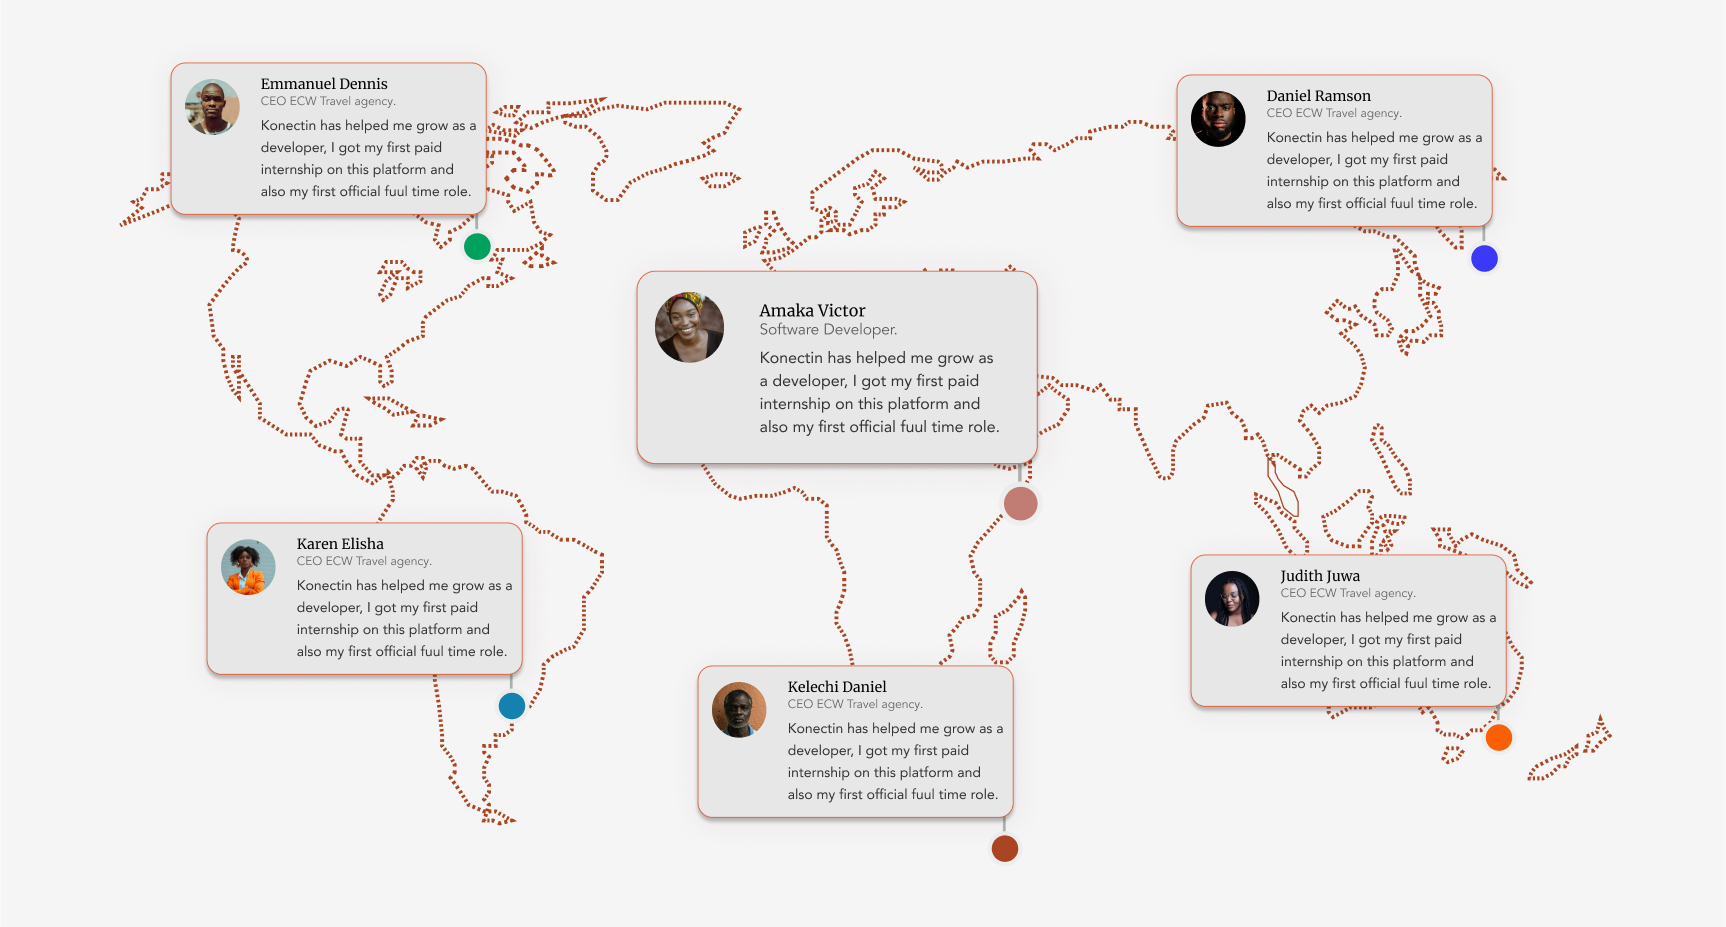 Emmanuel Dennis
CEO ECW Travel agency.
Konectin has helped me grow as a
developer, I got my first paid
internship on this platform and
also my first official fuul time role.
Daniel Ramson
CEO ECW Travel agency.
Konectin has helped me grow as a
developer, I got my first paid
internship on this platform and
also my first official fuul time role.
Amaka Victor
Software Developer.
Konectin has helped me grow as
a developer, I got my first paid
internship on this platform and
also my first official fuul time role.
Karen Elisha
CEO ECW Travel agency.
Konectin has helped me grow as a
developer, I got my first paid
internship on this platform and
also my first official fuul time role.
Judith Juwa
CEO ECW Travel agency.
Konectin has helped me grow as a
developer, I got my first paid
internship on this platform and
also my first official fuul time role.
Kelechi Daniel
CEO ECW Travel agency.
Konectin has helped me grow as a
developer, I got my first paid
internship on this platform and
also my first official fuul time role.